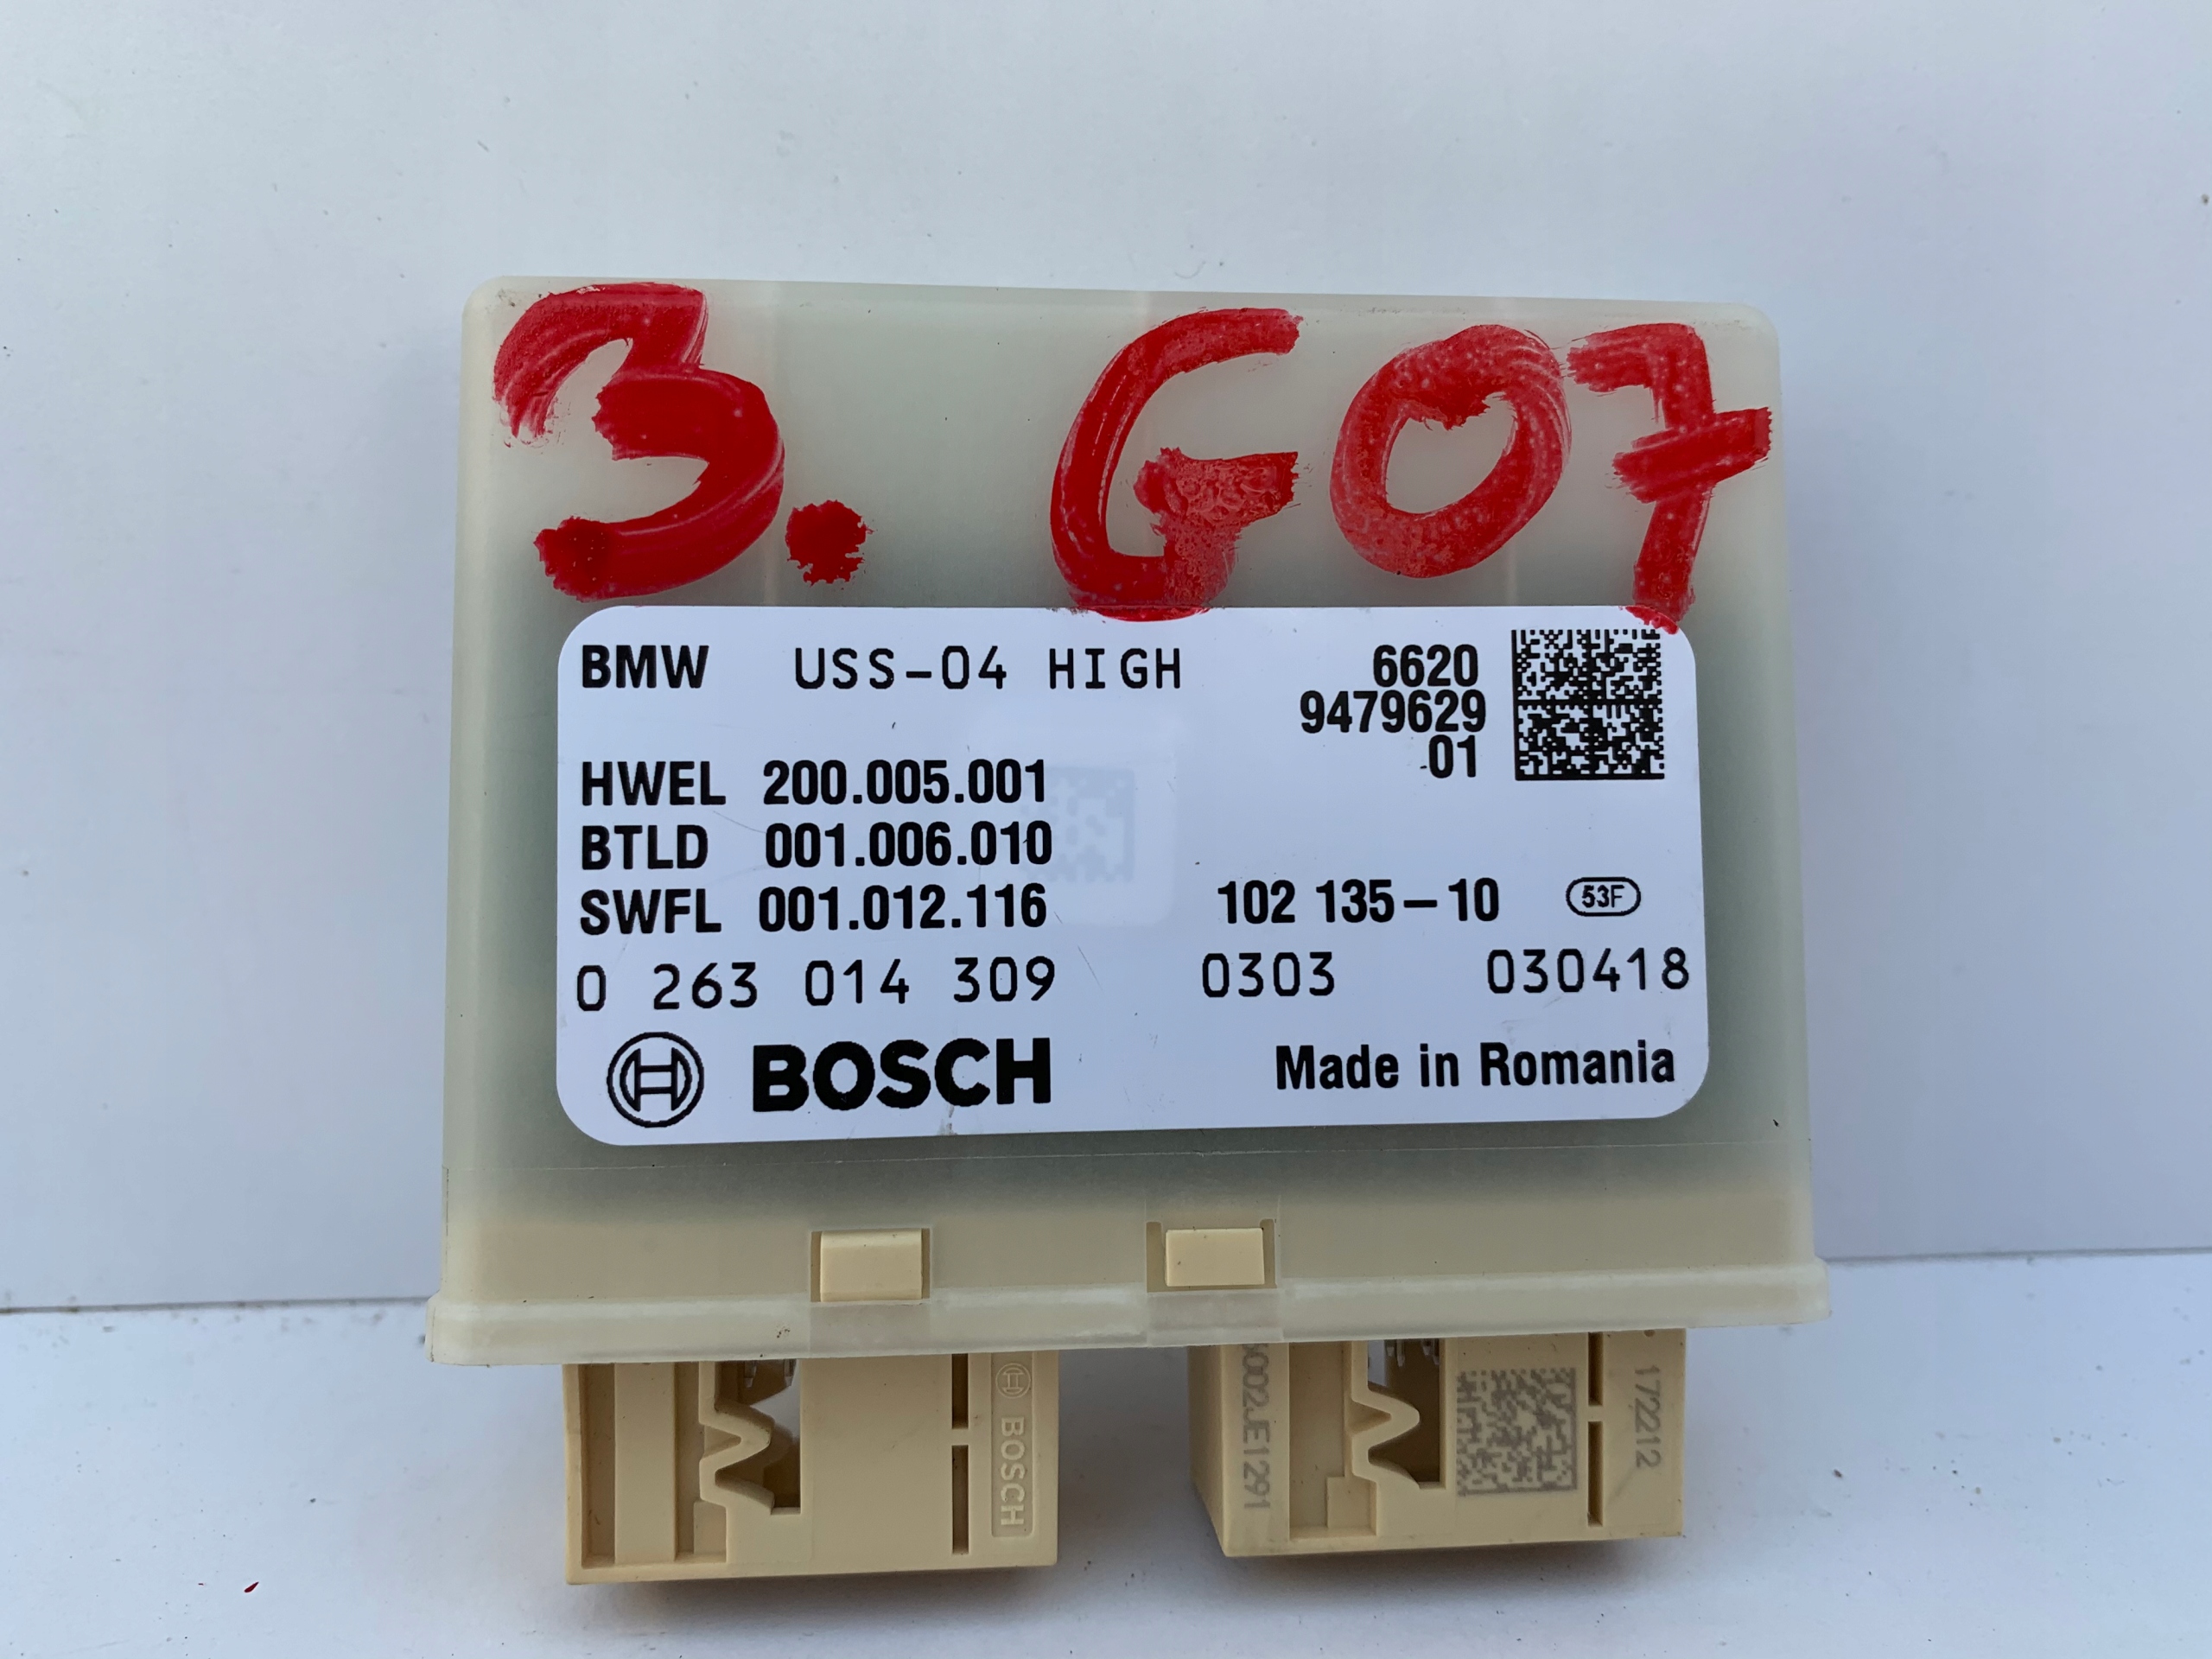 3. G07
BMW USS-04 HIGH 6620
9479629
01
HWEL 200.005.001
BTLD 001.006.010
SWFL 001.012.116 102 135-10 53F
0 263 014 309 0303 030418
BOSCH Made in Romania
BOSCH
172212